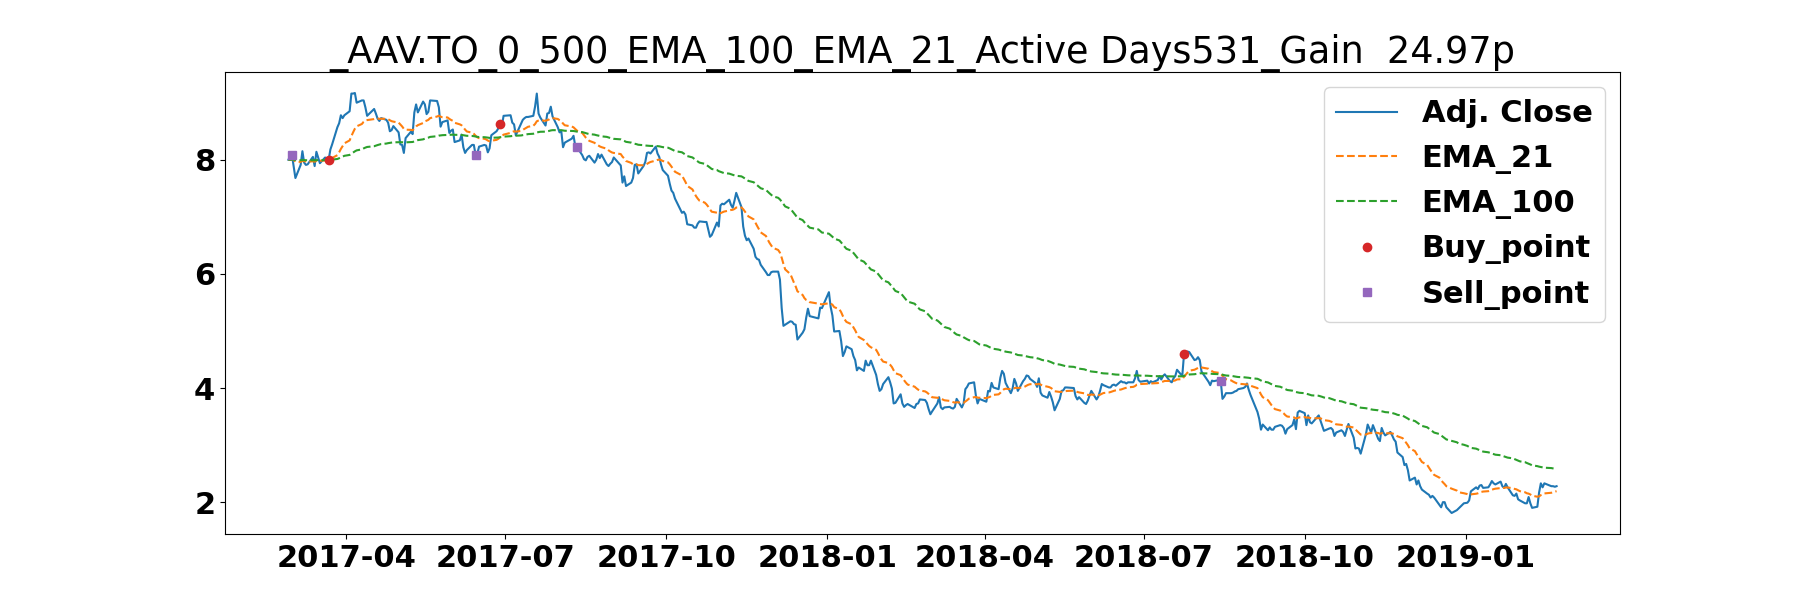 _AAV.TO_0_500_EMA_100_EMA_21_Active Days531_Gain  24.97p
Adj. Close
EMA_21
EMA_100
Buy_point
Sell_point
8
6
4
2
2017-04 2017-07 2017-10 2018-01 2018-04 2018-07 2018-10 2019-01